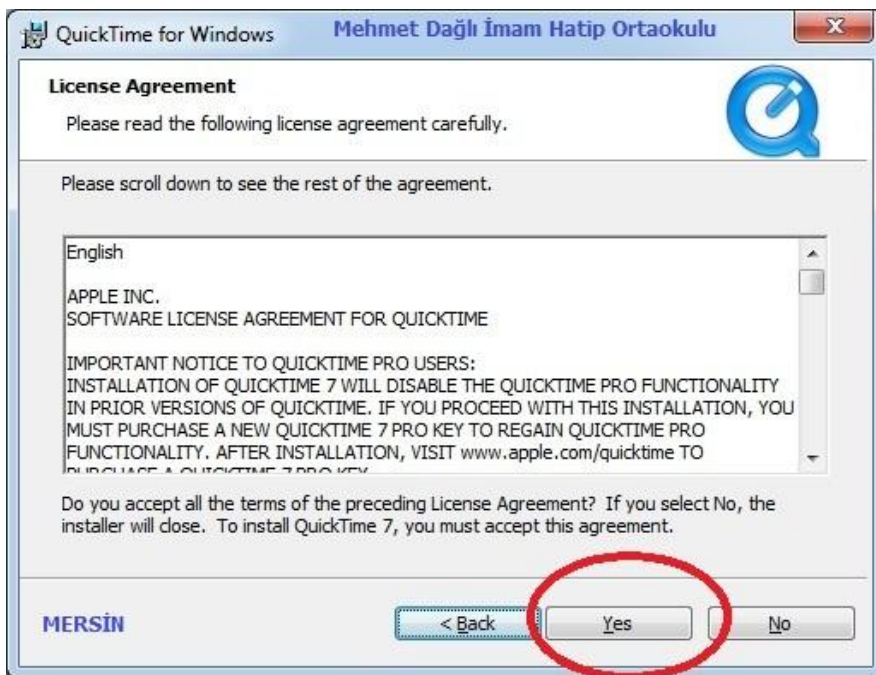 QuickTime for Windows
Mehmet Dağlı İmam Hatip Ortaokulu
License Agreement
Please read the following license agreement carefully.
Please scroll down to see the rest of the agreement.
English
APPLE INC.
SOFTWARE LICENSE AGREEMENT FOR QUICKTIME
IMPORTANT NOTICE TO QUICKTIME PRO USERS:
INSTALLATION OF QUICKTIME 7 WILL DISABLE THE QUICKTIME PRO FUNCTIONALITY
IN PRIOR VERSIONS OF QUICKTIME. IF YOU PROCEED WITH THIS INSTALLATION, YOU
MUST PURCHASE A NEW QUICKTIME 7 PRO KEY TO REGAIN QUICKTIME PRO
FUNCTIONALITY. AFTER INSTALLATION, VISIT www.apple.com/quicktime TO
PURCHASE A QUICKTIME 7 PRO KEY
Do you accept all the terms of the preceding License Agreement? If you select No, the
installer will close. To install QuickTime 7, you must accept this agreement.
MERSİN
< Back
Yes
No